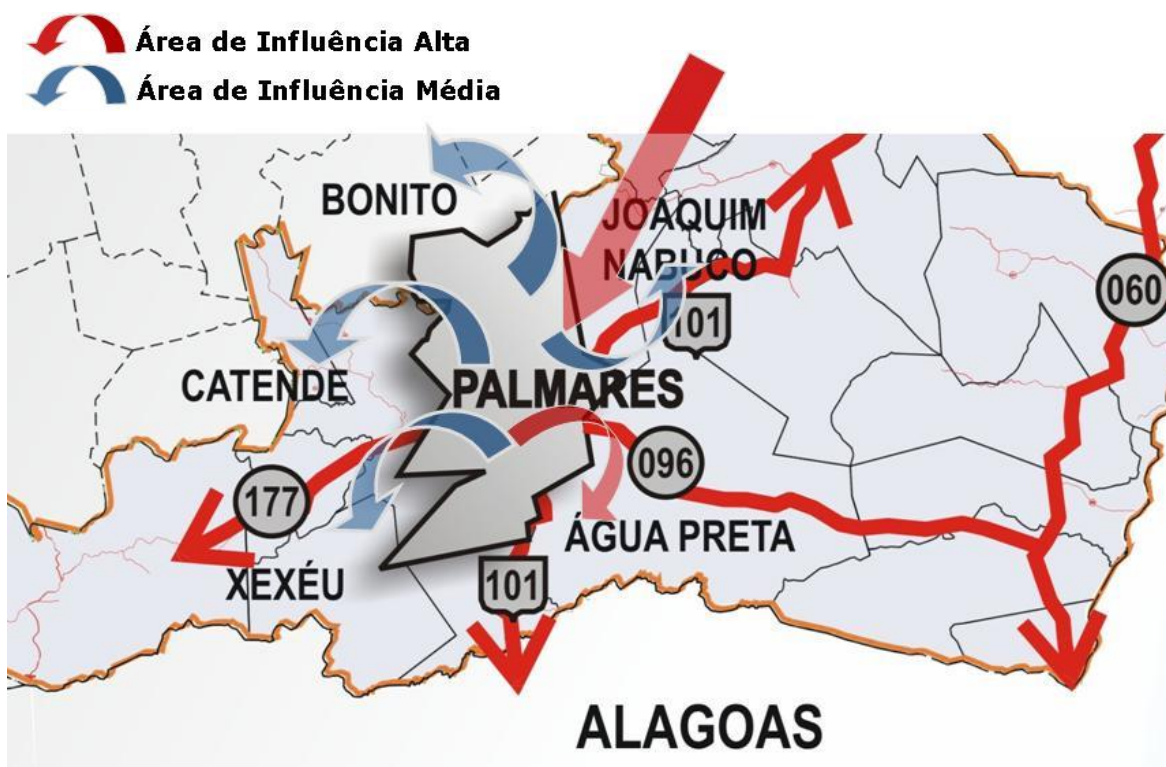 Área de Influência Alta
Área de Influência Média
BONITO
JOAQUIM
NABUCO
060
101
CATENDE
PALMARES
096
177
ÁGUA PRETA
XEXÉU
101
ALAGOAS